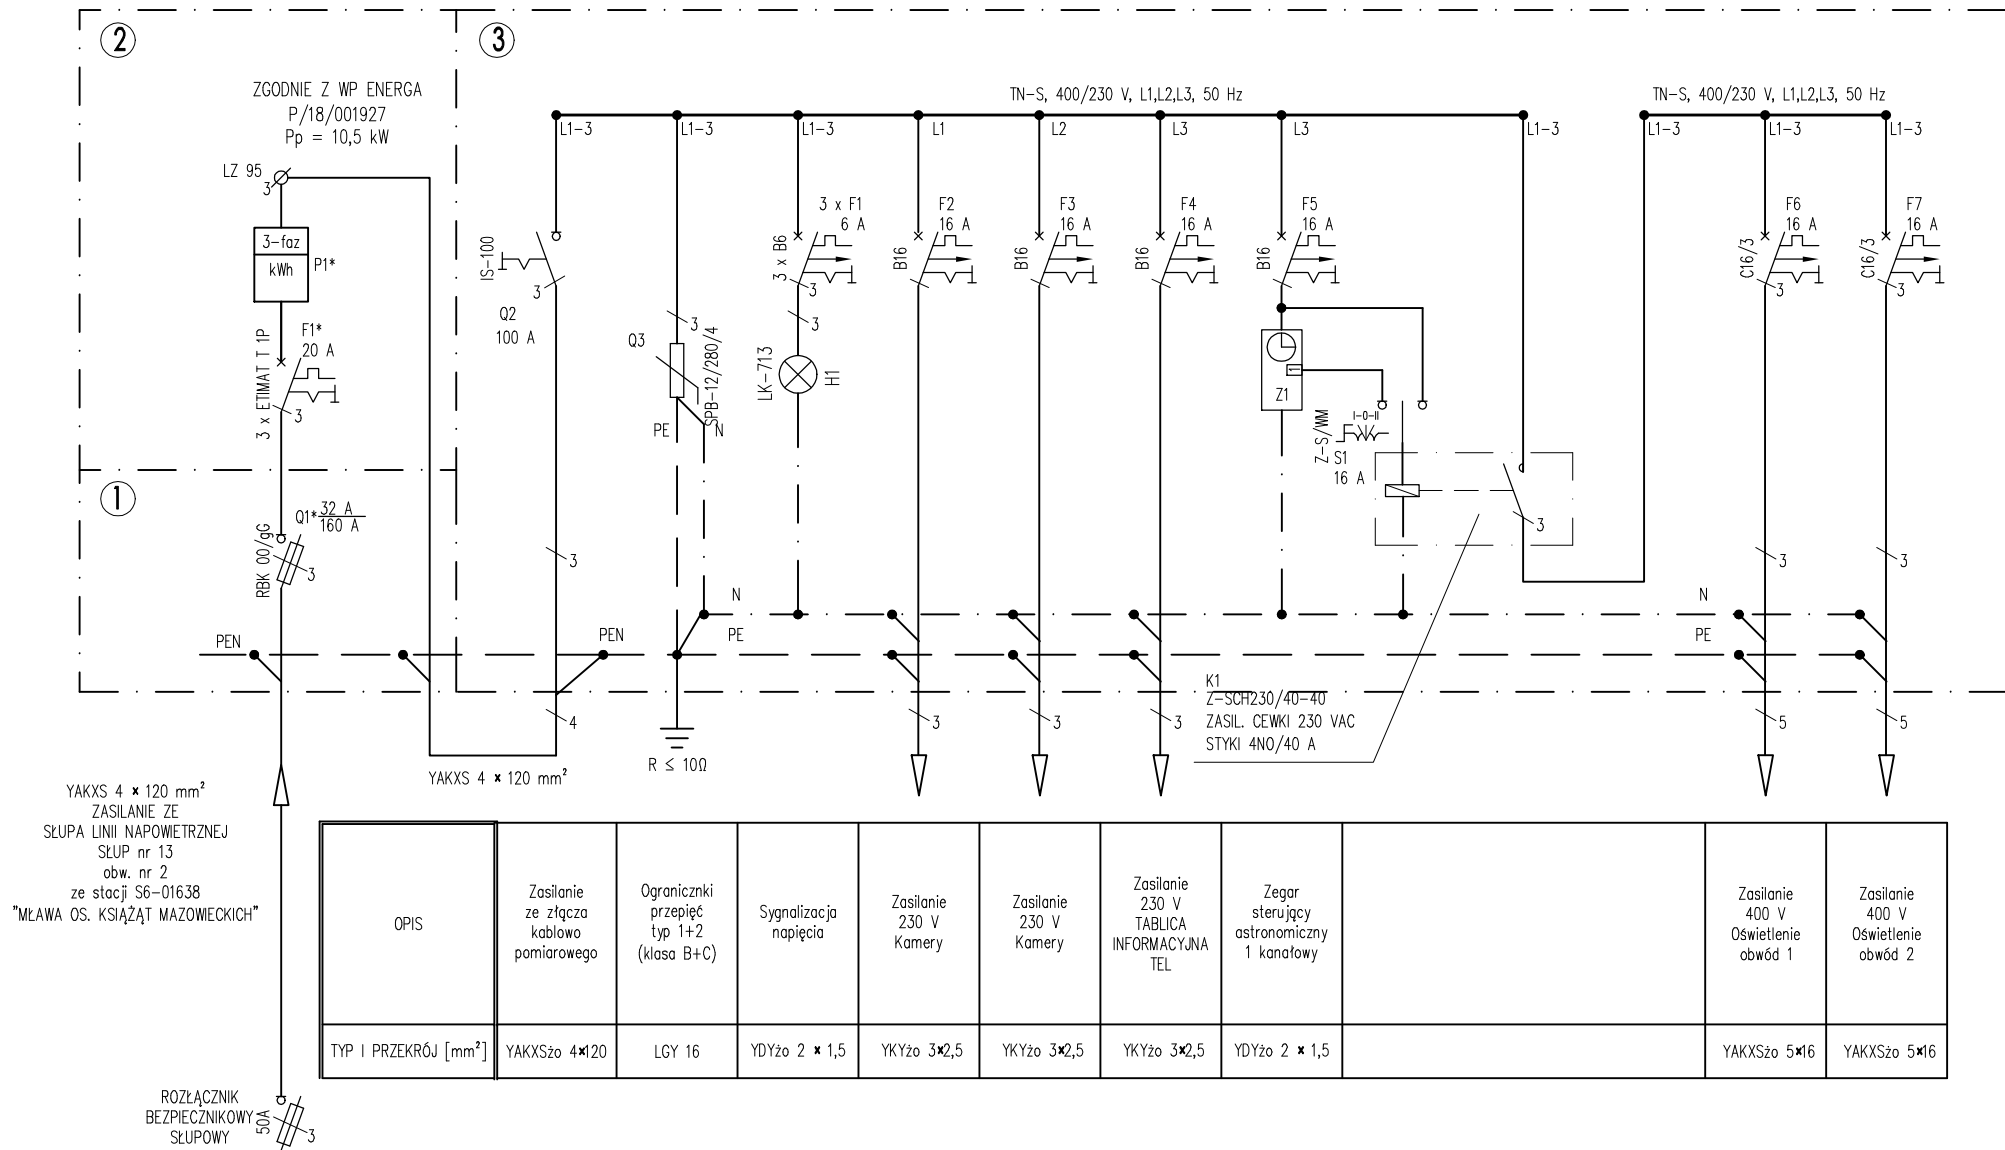 2
3
ZGODNIE Z WP ENERGA
P/18/001927
Pp = 10,5 kW
LZ 95
3
3-faz
kWh
P1*
F1*
20 A
3 x ETIMAT T 1P
3
1
Q1* 32 A
160 A
RBK 00/gG
3
PEN
TN-S, 400/230 V, L1,L2,L3, 50 Hz
TN-S, 400/230 V, L1,L2,L3, 50 Hz
L1-3
L1-3
L1-3
L1
L2
L3
L3
L1-3
L1-3
L1-3
L1-3
IS-100
3
Q2
100 A
3
PEN
4
Q3
3
SPB-12/280/4
PE
N
3 x F1
6 A
3 x B6
3
3
LK-713
H1
F2
16 A
B16
F3
16 A
B16
F4
16 A
B16
F5
16 A
B16
F6
16 A
C16/3
3
F7
16 A
C16/3
3
1
Z1
I-0-II
Z-S/WM
S1
16 A
3
3
3
N
PE
N
PE
R ≤ 10Ω
3
3
3
5
5
K1
Z-SCH230/40-40
ZASIL. CEWKI 230 VAC
STYKI 4NO/40 A
YAKXS 4 × 120 mm²
YAKXS 4 × 120 mm²
ZASILANIE ZE
SŁUPA LINII NAPOWIETRZNEJ
SŁUP nr 13
obw. nr 2
ze stacji S6-01638
"MŁAWA OS. KSIĄŻĄT MAZOWIECKICH"
OPIS
Zasilanie
ze złącza
kablowo
pomiarowego
Ograniczniki
przepięć
typ 1+2
(klasa B+C)
Sygnalizacja
napięcia
Zasilanie
230 V
Kamery
Zasilanie
230 V
Kamery
Zasilanie
230 V
TABLICA
INFORMACYJNA
TEL
Zegar
sterujący
astronomiczny
1 kanałowy
Zasilanie
400 V
Oświetlenie
obwód 1
Zasilanie
400 V
Oświetlenie
obwód 2
TYP I PRZEKRÓJ [mm²]
YAKXSżo 4×120
LGY 16
YDYżo 2 × 1,5
YKYżo 3×2,5
YKYżo 3×2,5
YKYżo 3×2,5
YDYżo 2 × 1,5
YAKXSżo 5×16
YAKXSżo 5×16
ROZŁĄCZNIK
BEZPIECZNIKOWY
SŁUPOWY
50A
3